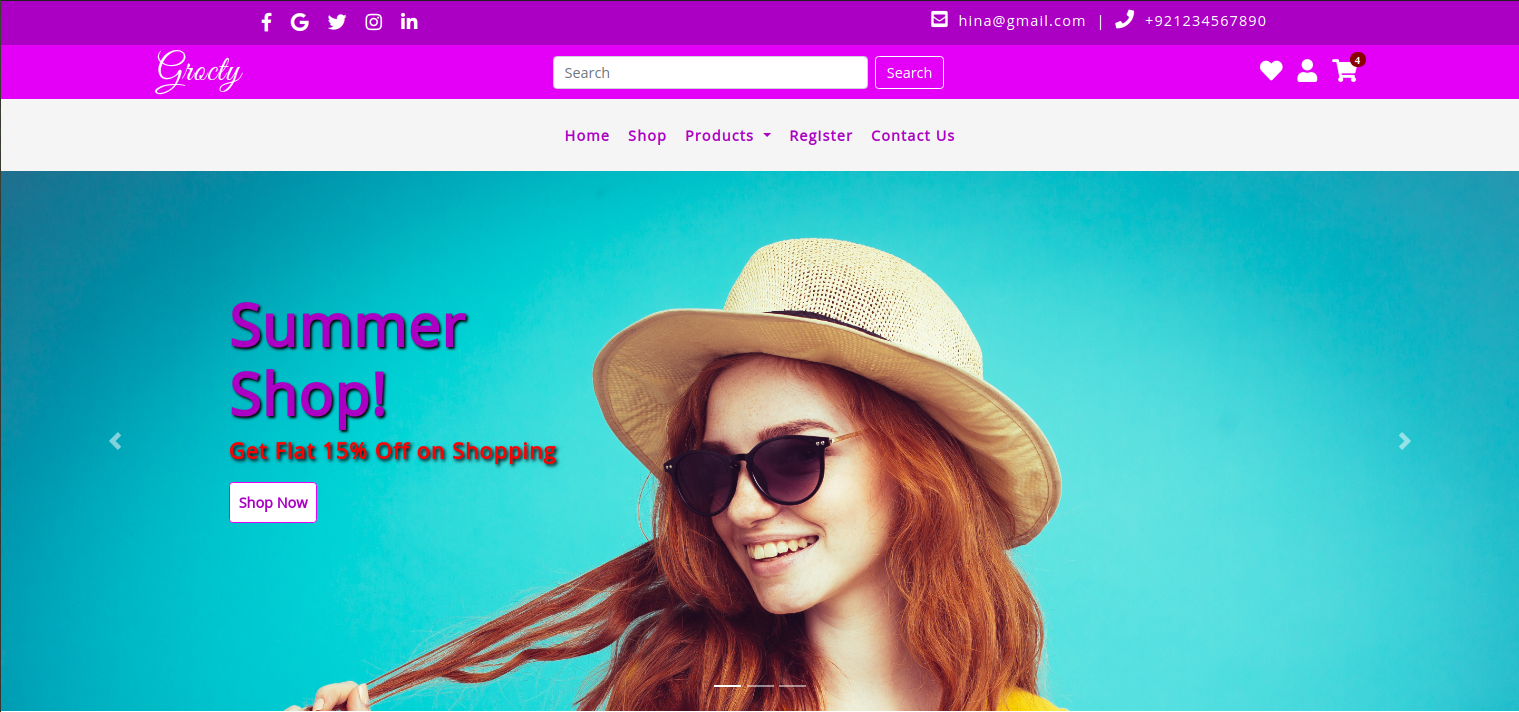 hina@gmail.com | +921234567890
Grocty
Search
Search
4
Home Shop Products Register Contact Us
Summer
Shop!
Get Flat 15% Off on Shopping
Shop Now